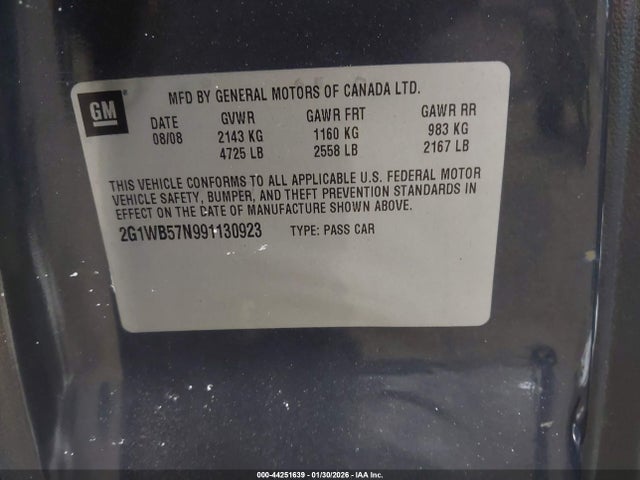 GM
MFD BY GENERAL MOTORS OF CANADA LTD.
DATE GVWR GAWR FRT GAWR RR
08/08 2143 KG 1160 KG 983 KG
4725 LB 2558 LB 2167 LB
THIS VEHICLE CONFORMS TO ALL APPLICABLE U.S. FEDERAL MOTOR
VEHICLE SAFETY, BUMPER, AND THEFT PREVENTION STANDARDS IN
EFFECT ON THE DATE OF MANUFACTURE SHOWN ABOVE.
2G1WB57N991130923 TYPE: PASS CAR
000-44251639 - 01/30/2026 - IAA Inc.